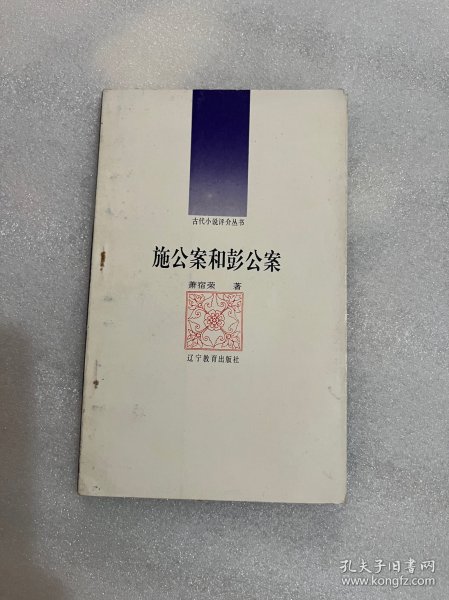 古代小说评介丛书
施公案和彭公案
萧宿荣 著
辽宁教育出版社
孔夫子旧书网
www.kongfz.com